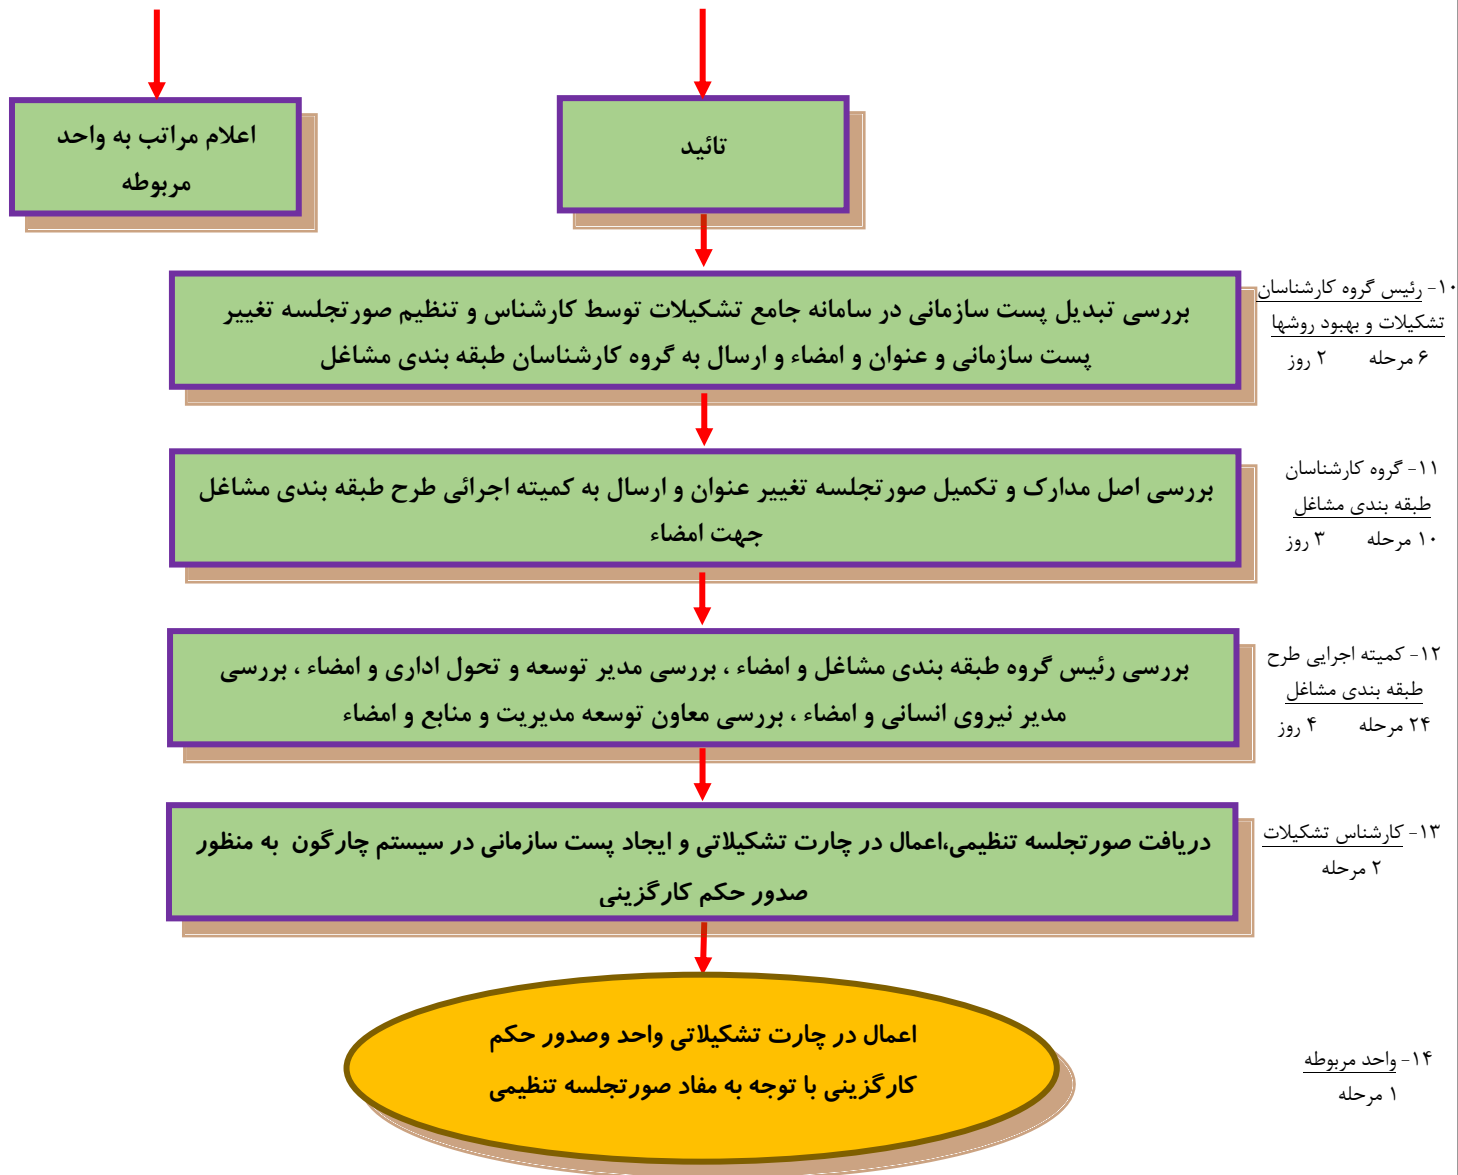 تائید
اعلام مراتب به واحد
مربوطه
۱۰- رئیس گروه کارشناسان
تشکیلات و بهبود روشها
۶ مرحله ۲ روز
بررسی تبدیل پست سازمانی در سامانه جامع تشکیلات توسط کارشناس و تنظیم صورتجلسه تغییر
پست سازمانی و عنوان و امضاء و ارسال به گروه کارشناسان طبقه بندی مشاغل
۱۱- گروه کارشناسان
طبقه بندی مشاغل
۱۰ مرحله ۳ روز
بررسی اصل مدارک و تکمیل صورتجلسه تغییر عنوان و ارسال به کمیته اجرائی طرح طبقه بندی مشاغل
جهت امضاء
۱۲- کمیته اجرایی طرح
طبقه بندی مشاغل
۲۴ مرحله ۴ روز
بررسی رئیس گروه طبقه بندی مشاغل و امضاء ، بررسی مدیر توسعه و تحول اداری و امضاء ، بررسی
مدیر نیروی انسانی و امضاء ، بررسی معاون توسعه مدیریت و منابع و امضاء
۱۳- کارشناس تشکیلات
۲ مرحله
دریافت صورتجلسه تنظیمی،اعمال در چارت تشکیلاتی و ایجاد پست سازمانی در سیستم چارگون به منظور
صدور حکم کارگزینی
۱۴- واحد مربوطه
۱ مرحله
اعمال در چارت تشکیلاتی واحد وصدور حکم
کارگزینی با توجه به مفاد صورتجلسه تنظیمی